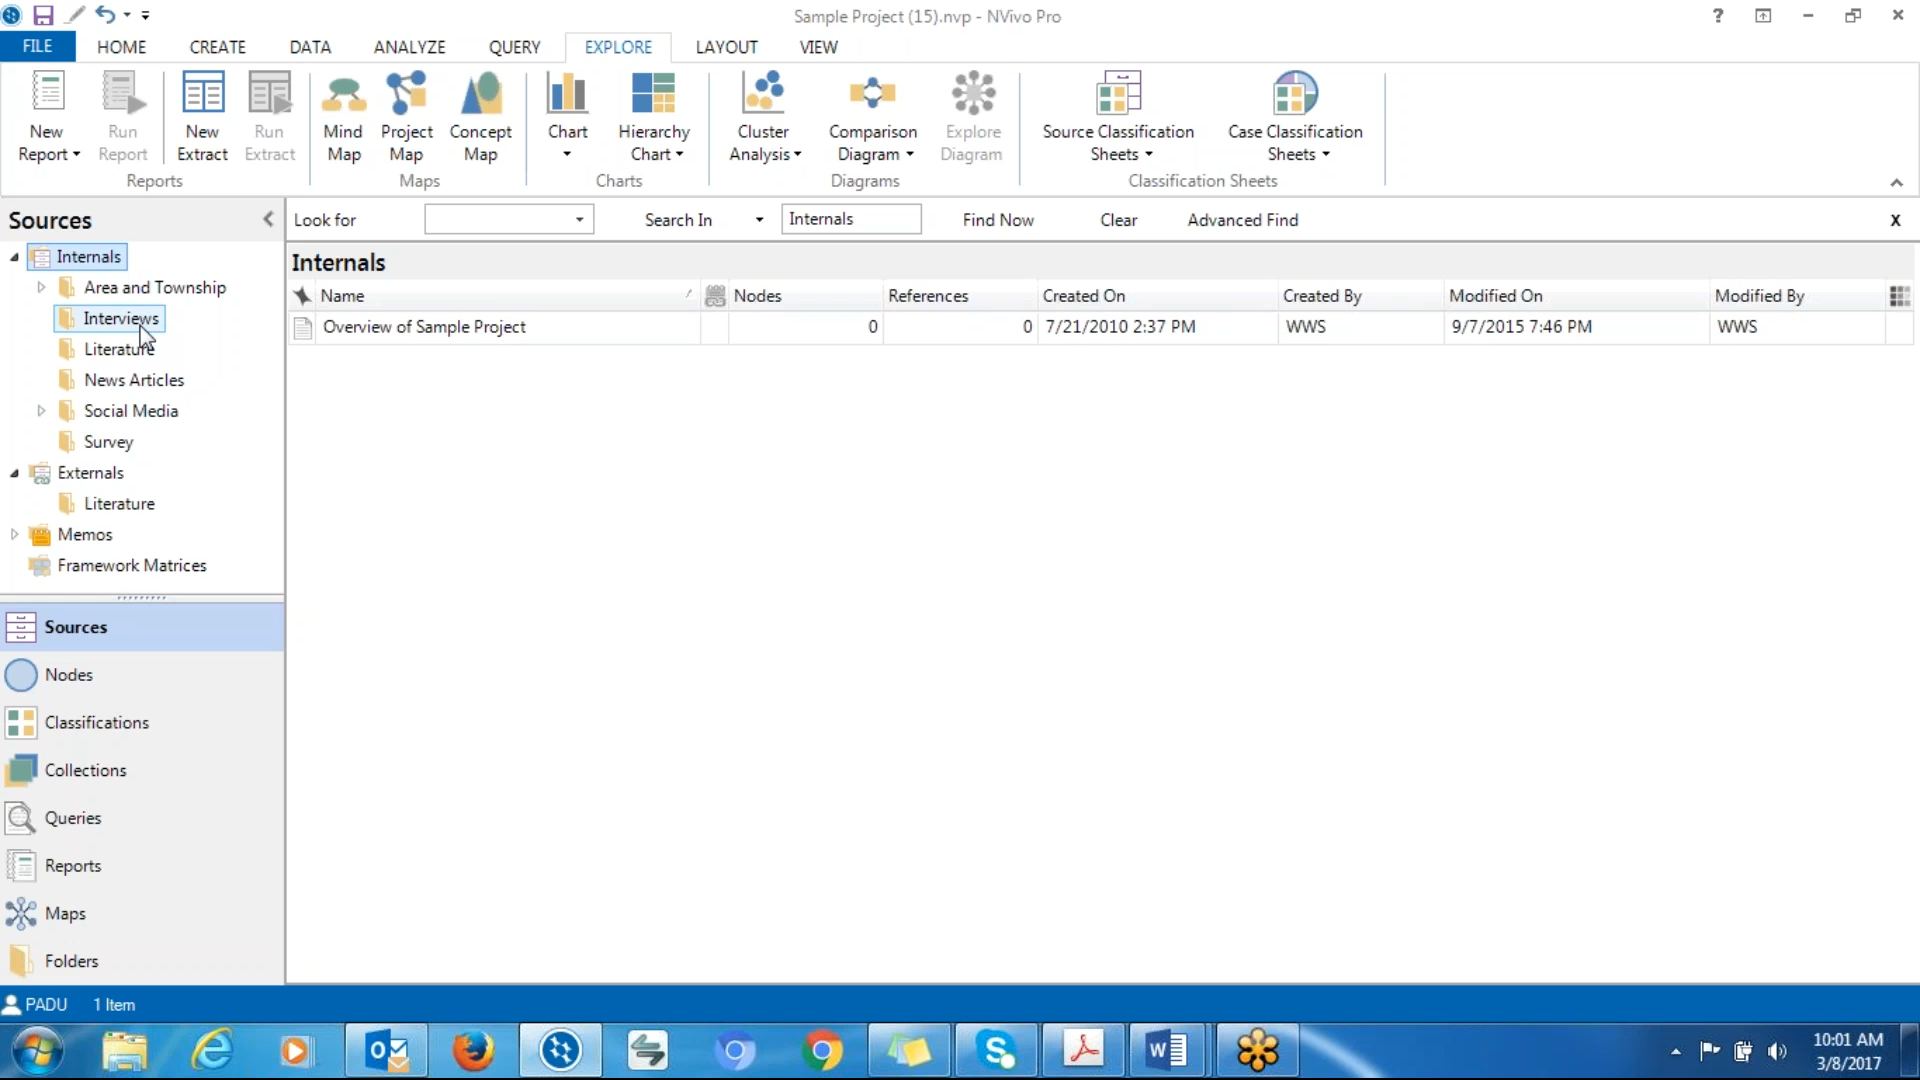 Sample Project (15).nvp - NVivo Pro
?
FILE HOME CREATE DATA ANALYZE QUERY EXPLORE LAYOUT VIEW
New Report
Run Report
New Extract
Run Extract
Mind Map
Project Map
Concept Map
Chart
Hierarchy Chart
Cluster Analysis
Comparison Diagram
Explore Diagram
Source Classification Sheets
Case Classification Sheets
Reports
Maps
Charts
Diagrams
Classification Sheets
Sources
Look for Search In Internals Find Now Clear Advanced Find x
Internals
Area and Township
Interviews
Literature
News Articles
Social Media
Survey
Externals
Literature
Memos
Framework Matrices
Internals
Name Nodes References Created On Created By Modified On Modified By
Overview of Sample Project 0 0 7/21/2010 2:37 PM WWS 9/7/2015 7:46 PM WWS
Sources
Nodes
Classifications
Collections
Queries
Reports
Maps
Folders
PADU 1 Item
10:01 AM
3/8/2017